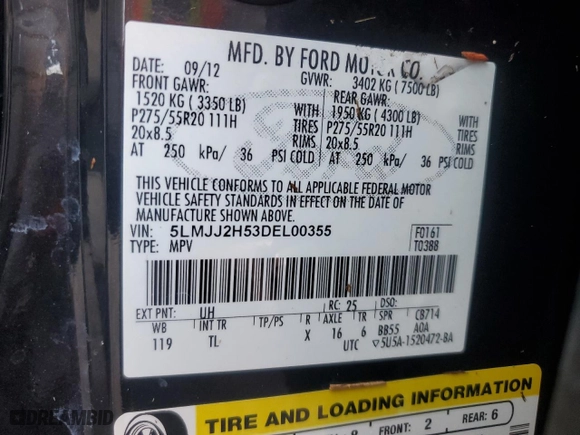 MFD. BY FORD MOTOR CO.
DATE: 09/12 GVWR: 3402 KG ( 7500 LB)
FRONT GAWR: REAR GAWR:
1520 KG ( 3350 LB) WITH 1950 KG ( 4300 LB) WITH
P275/55R20 111H TIRES P275/55R20 111H TIRES
20x8.5 RIMS 20x8.5 RIMS
AT 250 kPa/ 36 PSI COLD AT 250 kPa/ 36 PSI COLD
THIS VEHICLE CONFORMS TO ALL APPLICABLE FEDERAL MOTOR
VEHICLE SAFETY STANDARDS IN EFFECT ON THE DATE OF
MANUFACTURE SHOWN ABOVE.
VIN: 5LMJJ2H53DEL00355 F0161
TYPE: MPV T0388
EXT PNT: UH RC: 25 DSO:
WB INT TR TP/PS R AXLE TR SPR CB714
119 TL X 16 6 BB55 A0A
UTC 5U5A-1520472-BA
TIRE AND LOADING INFORMATION
8 FRONT: 2 REAR: 6
DREAMBID